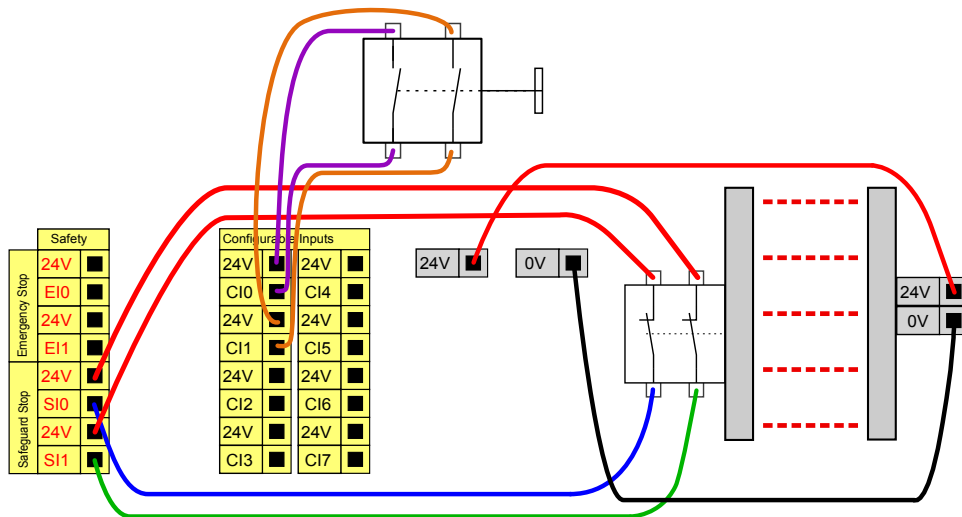 Safety
Emergency Stop
24V
EI0
24V
EI1
Safeguard Stop
24V
SI0
24V
SI1
Configurable Inputs
24V 24V
CI0 CI4
24V 24V
CI1 CI5
24V 24V
CI2 CI6
24V 24V
CI3 CI7
24V 0V
24V
0V